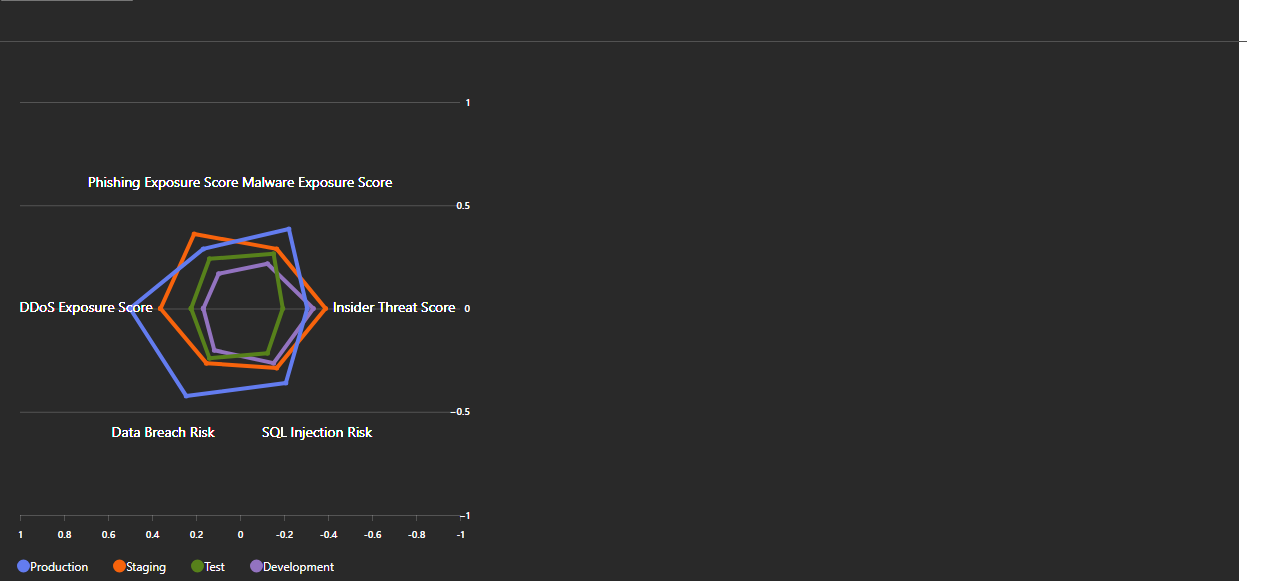 1
Phishing Exposure Score Malware Exposure Score
0.5
DDoS Exposure Score Insider Threat Score 0
-0.5
Data Breach Risk SQL Injection Risk
-1
1 0.8 0.6 0.4 0.2 0 -0.2 -0.4 -0.6 -0.8 -1
Production Staging Test Development